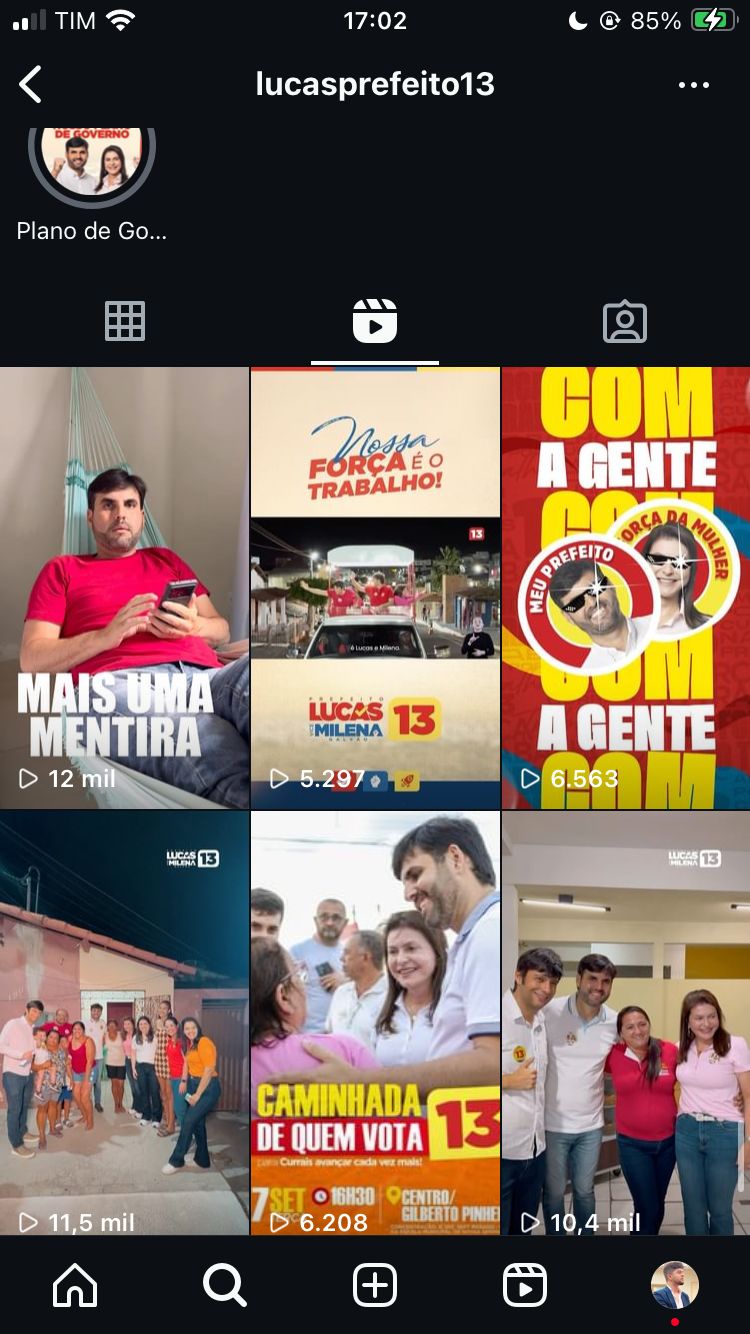 TIM
17:02
85%
lucasprefeito13
DE GOVERNO
Plano de Go...
MAIS UMA
MENTIRA
12 mil
Nossa
FORÇA É O
TRABALHO!
13
é Lucas e Milena.
PREFEITO
LUCAS
VICE MILENA 13
GALVÃO
5.297
COM
A GENTE
COM
MEU PREFEITO
FORÇA DA MULHER
COM
A GENTE
COM
6.563
LUCAS
MILENA 13
11,5 mil
CAMINHADA
DE QUEM VOTA 13
para Currais avançar cada vez mais!
7 SET
16H30
CENTRO/
GILBERTO PINHE
6.208
LUCAS
MILENA 13
13
10,4 mil